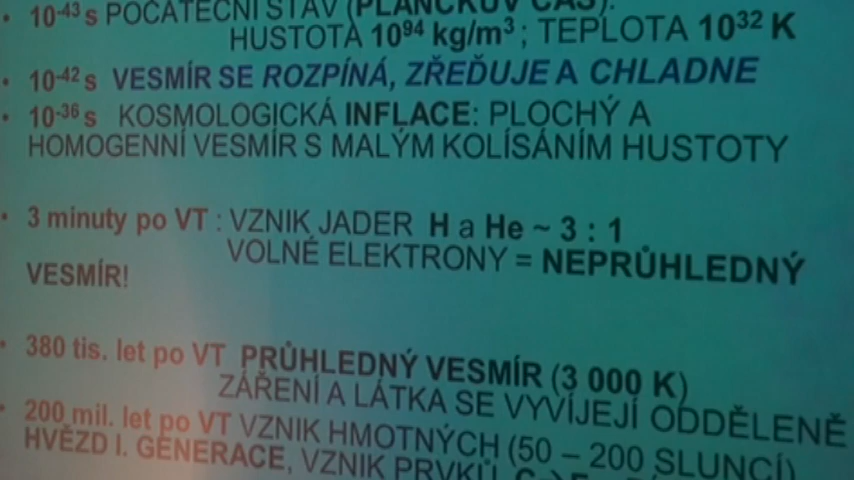 • 10⁻⁴³ s POČÁTEČNÍ STAV (PLANCKŮV ČAS):
HUSTOTA 10⁹⁴ kg/m³ ; TEPLOTA 10³² K
• 10⁻⁴² s VESMÍR SE ROZPÍNÁ, ZŘEĎUJE A CHLADNE
• 10⁻³⁶ s KOSMOLOGICKÁ INFLACE: PLOCHÝ A
HOMOGENNÍ VESMÍR S MALÝM KOLÍSÁNÍM HUSTOTY
• 3 minuty po VT : VZNIK JADER H a He ~ 3 : 1
VOLNÉ ELEKTRONY = NEPRŮHLEDNÝ
VESMÍR!
• 380 tis. let po VT PRŮHLEDNÝ VESMÍR (3 000 K)
ZÁŘENÍ A LÁTKA SE VYVÍJEJÍ ODDĚLENĚ
• 200 mil. let po VT VZNIK HMOTNÝCH (50 – 200 SLUNCÍ)
HVĚZD I. GENERACE, VZNIK PRVKŮ